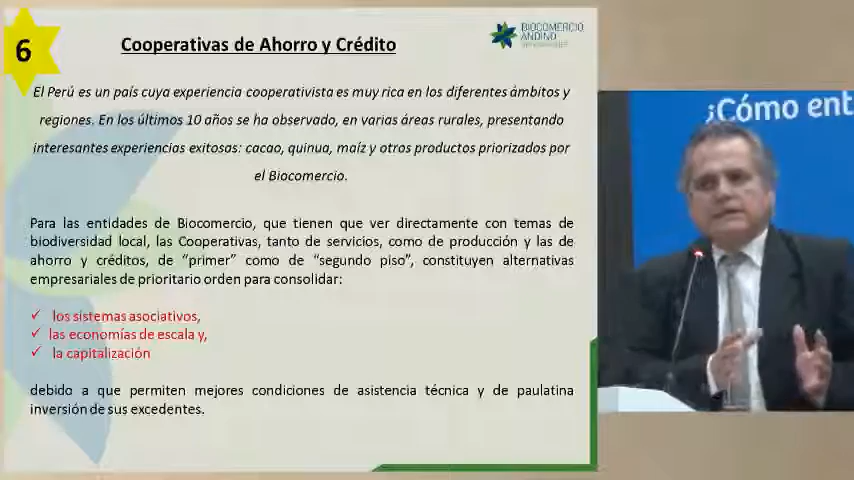 6
Cooperativas de Ahorro y Crédito
BIOCOMERCIO
ANDINO
El Perú es un país cuya experiencia cooperativista es muy rica en los diferentes ámbitos y
regiones. En los últimos 10 años se ha observado, en varias áreas rurales, presentando
interesantes experiencias exitosas: cacao, quinua, maíz y otros productos priorizados por
el Biocomercio.
Para las entidades de Biocomercio, que tienen que ver directamente con temas de
biodiversidad local, las Cooperativas, tanto de servicios, como de producción y las de
ahorro y créditos, de “primer” como de “segundo piso”, constituyen alternativas
empresariales de prioritario orden para consolidar:
✓ los sistemas asociativos,
✓ las economías de escala y,
✓ la capitalización
debido a que permiten mejores condiciones de asistencia técnica y de paulatina
inversión de sus excedentes.
¿Cómo ent